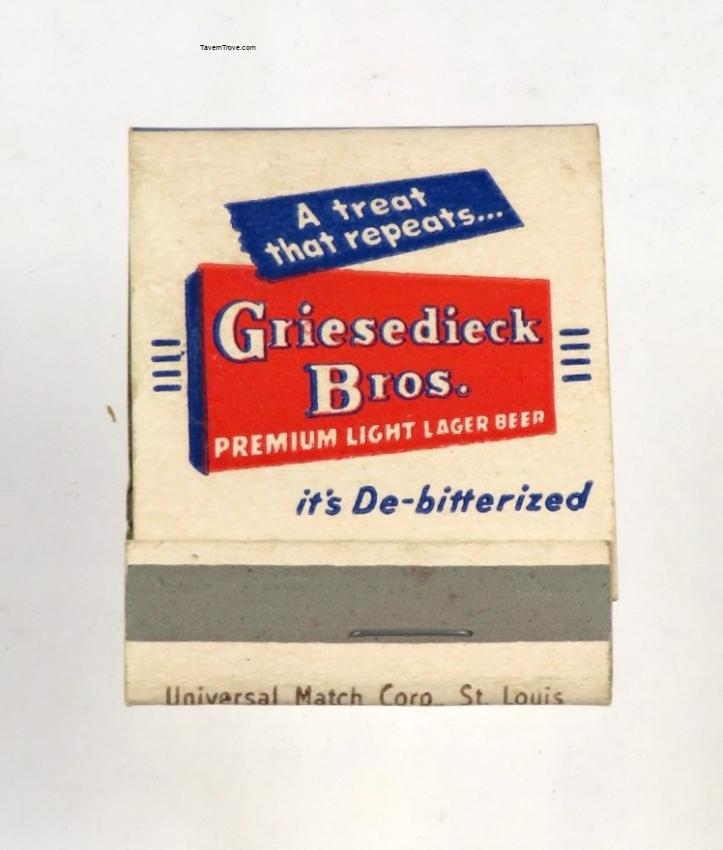 TavernTrove.com
A treat
that repeats...
Griesedieck
Bros.
PREMIUM LIGHT LAGER BEER
it's De-bitterized
Universal Match Corp., St. Louis